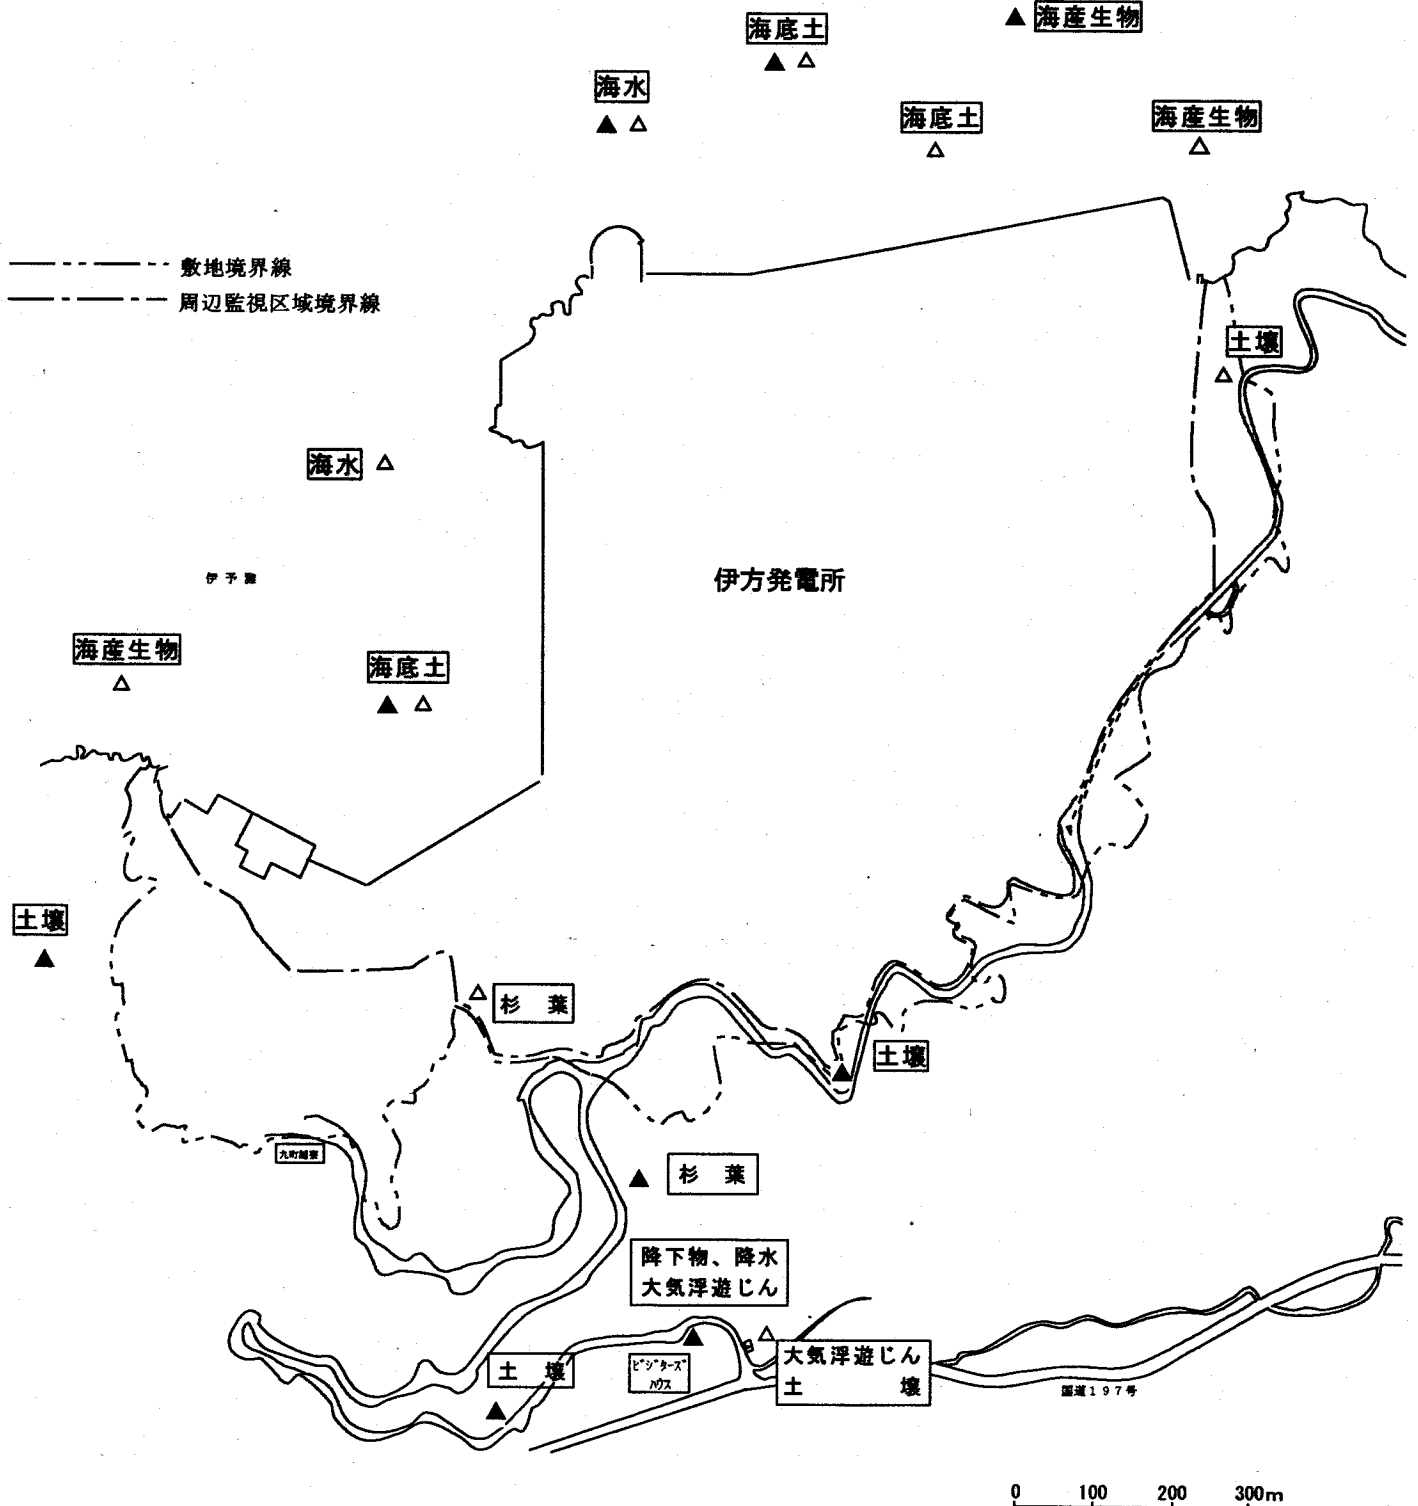 海産生物
海底土
海水
海底土
海産生物
敷地境界線
周辺監視区域境界線
土壌
海水
伊予灘
伊方発電所
海産生物
海底土
土壌
杉 葉
土壌
九町越寮
杉 葉
降下物、降水
大気浮遊じん
土 壌
ビジターズ
ハウス
大気浮遊じん
土 壌
国道197号
0 100 200 300m